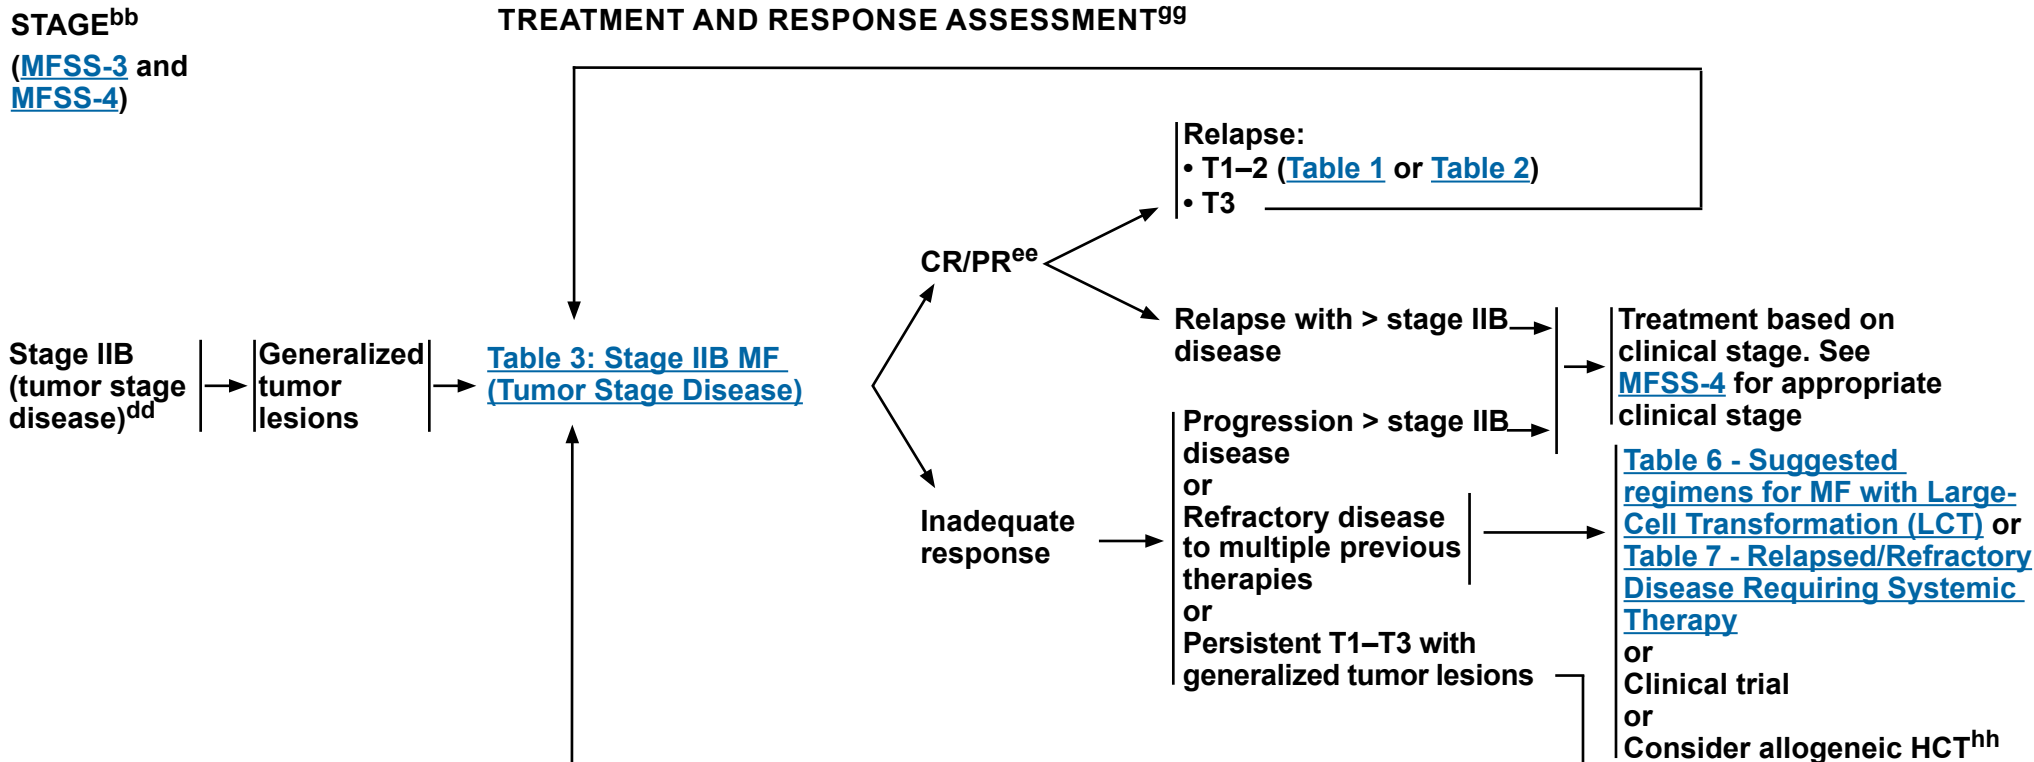 STAGEbb
(MFSS-3 and
MFSS-4)
TREATMENT AND RESPONSE ASSESSMENTgg
Stage IIB
(tumor stage
disease)dd
Generalized
tumor
lesions
Table 3: Stage IIB MF
(Tumor Stage Disease)
CR/PRee
Relapse:
• T1–2 (Table 1 or Table 2)
• T3
Relapse with > stage IIB
disease
Inadequate
response
Progression > stage IIB
disease
or
Refractory disease
to multiple previous
therapies
or
Persistent T1–T3 with
generalized tumor lesions
Treatment based on
clinical stage. See
MFSS-4 for appropriate
clinical stage
Table 6 - Suggested
regimens for MF with Large-
Cell Transformation (LCT) or
Table 7 - Relapsed/Refractory
Disease Requiring Systemic
Therapy
or
Clinical trial
or
Consider allogeneic HCThh